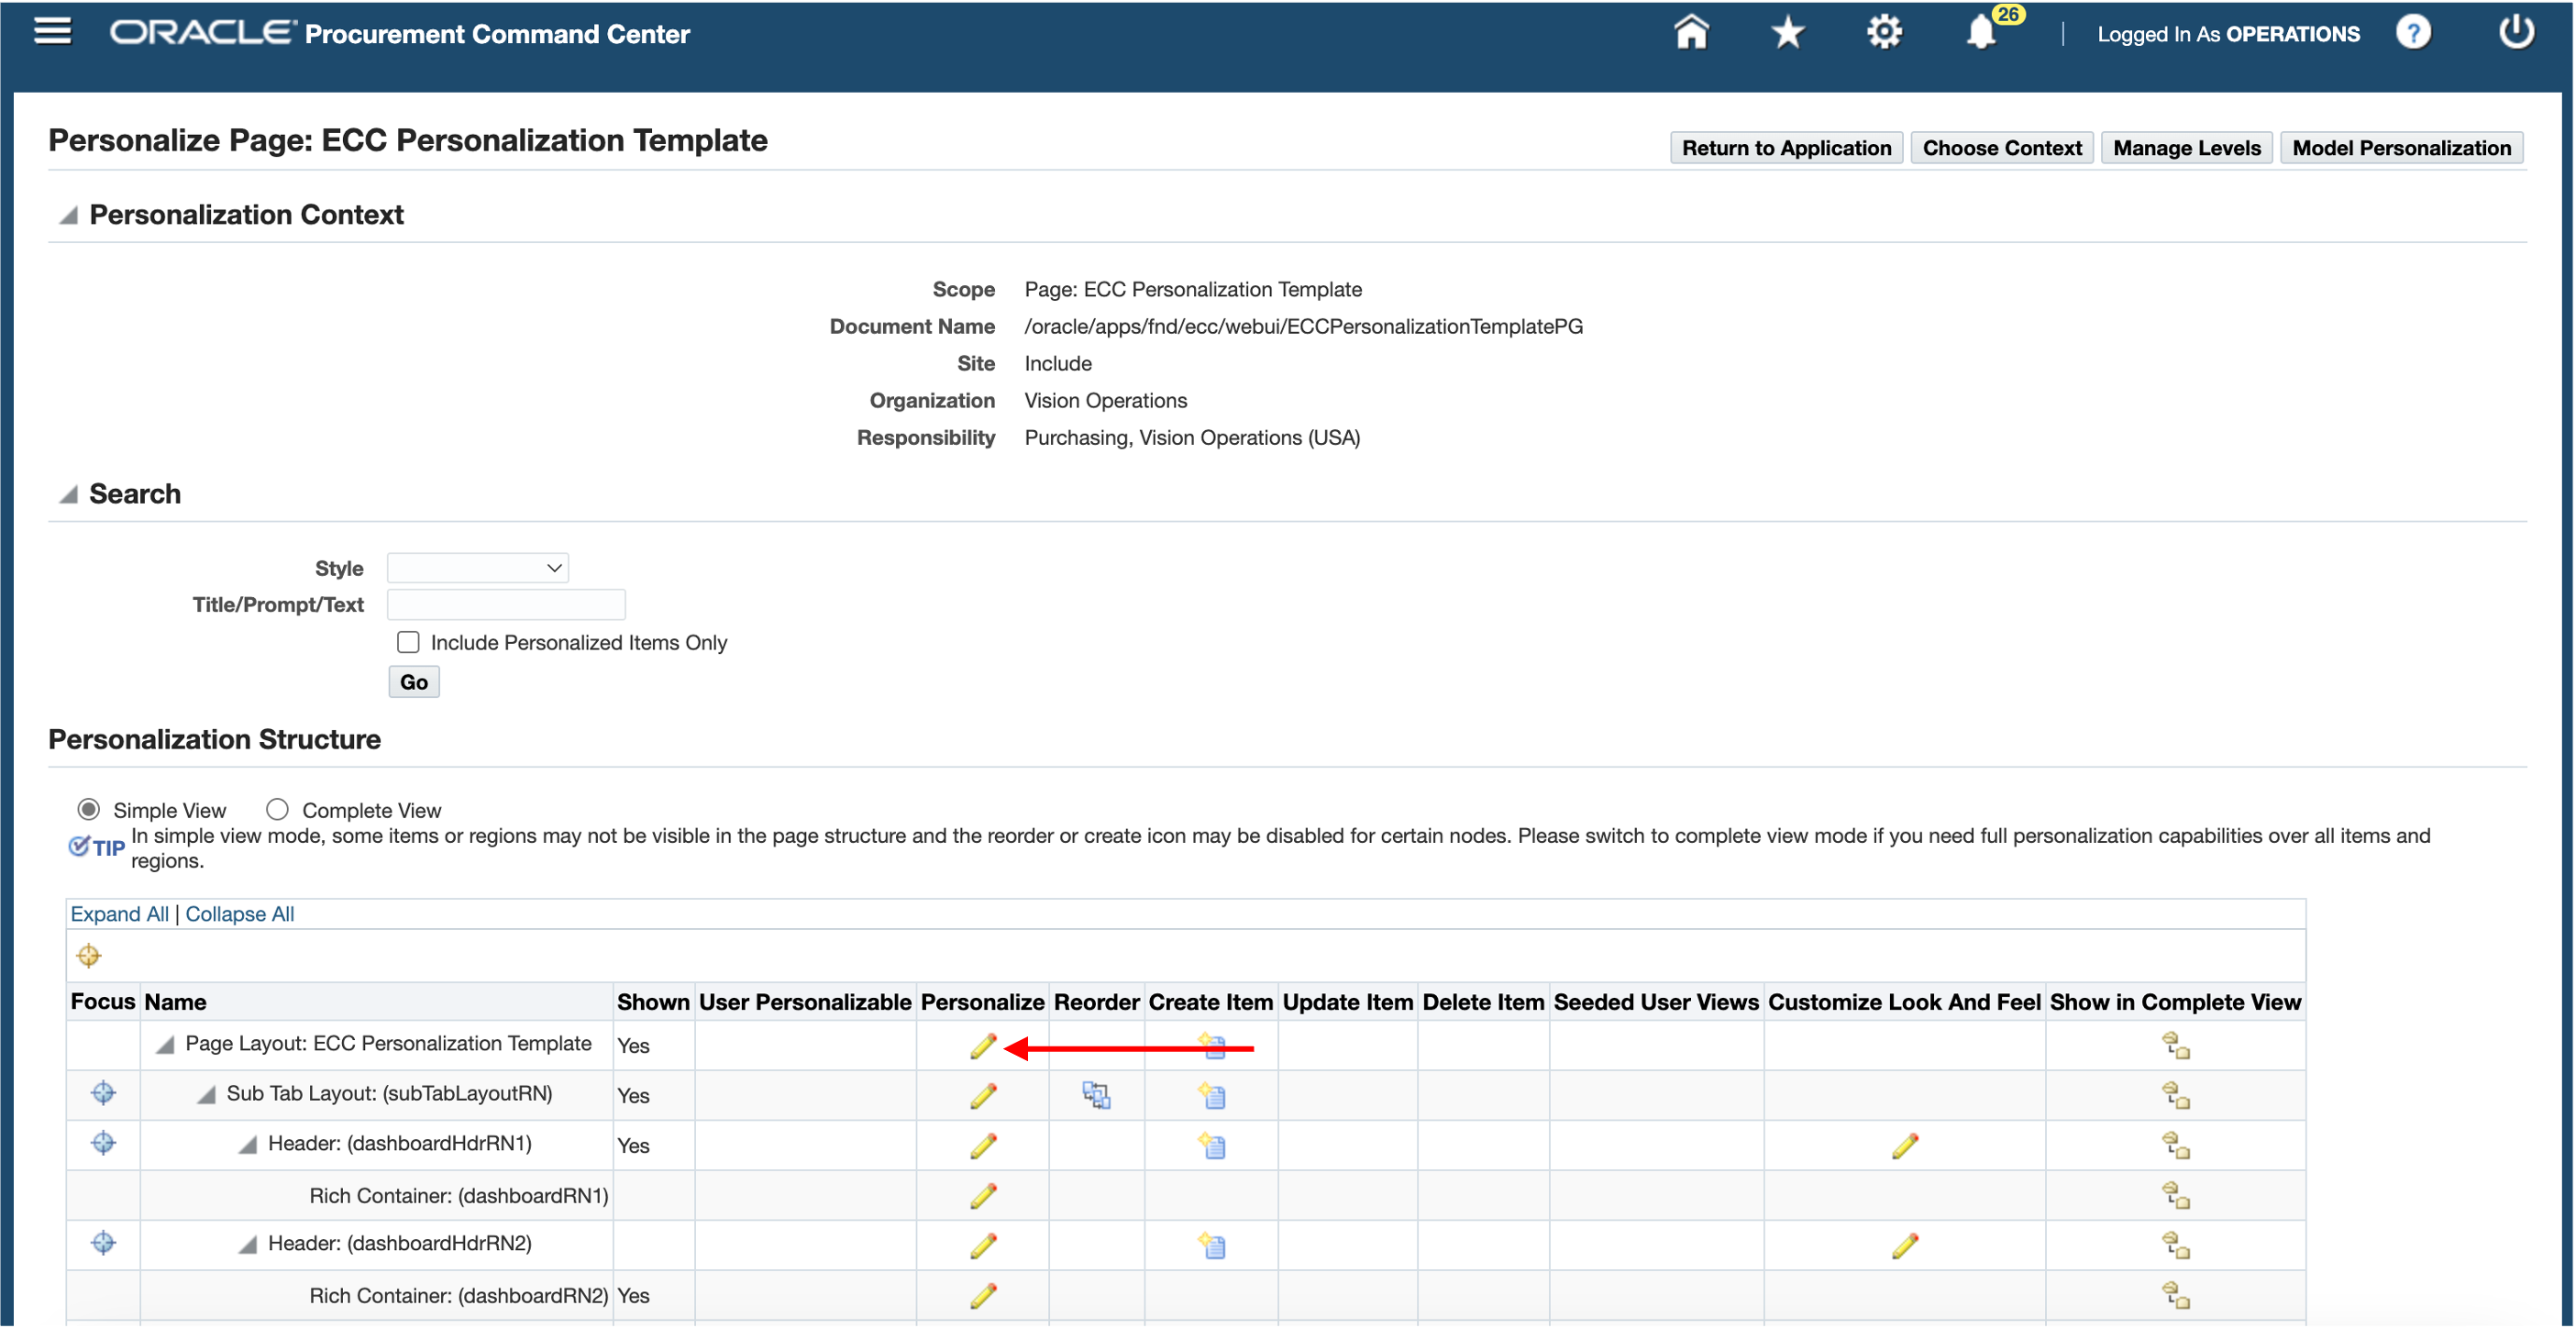 ORACLE Procurement Command Center 26 Logged In As OPERATIONS ?
Personalize Page: ECC Personalization Template
Return to Application Choose Context Manage Levels Model Personalization
Personalization Context
Scope Page: ECC Personalization Template
Document Name /oracle/apps/fnd/ecc/webui/ECCPersonalizationTemplatePG
Site Include
Organization Vision Operations
Responsibility Purchasing, Vision Operations (USA)
Search
Style
Title/Prompt/Text
Include Personalized Items Only
Go
Personalization Structure
Simple View Complete View
TIP In simple view mode, some items or regions may not be visible in the page structure and the reorder or create icon may be disabled for certain nodes. Please switch to complete view mode if you need full personalization capabilities over all items and
regions.
Expand All | Collapse All
Focus Name Shown User Personalizable Personalize Reorder Create Item Update Item Delete Item Seeded User Views Customize Look And Feel Show in Complete View
Page Layout: ECC Personalization Template Yes
Sub Tab Layout: (subTabLayoutRN) Yes
Header: (dashboardHdrRN1) Yes
Rich Container: (dashboardRN1)
Header: (dashboardHdrRN2)
Rich Container: (dashboardRN2) Yes